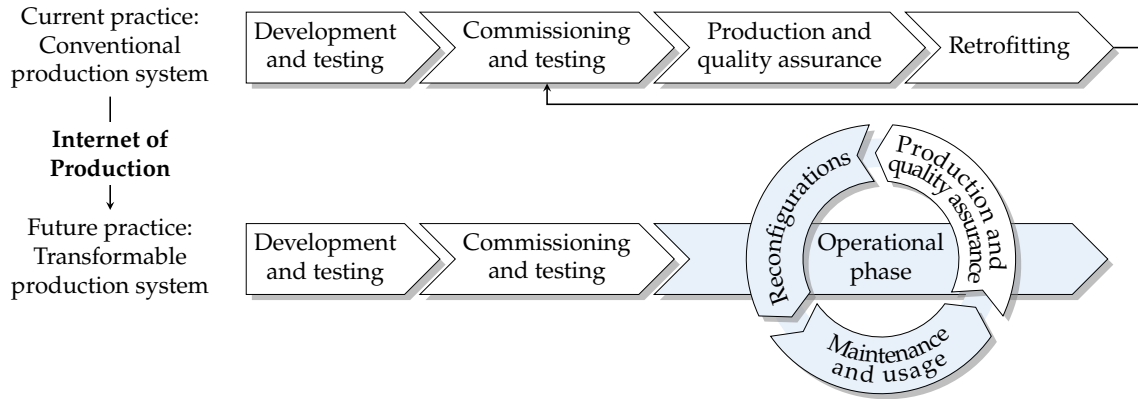 Current practice:
Conventional
production system
Development
and testing
Commissioning
and testing
Production and
quality assurance
Retrofitting
Internet of
Production
Future practice:
Transformable
production system
Development
and testing
Commissioning
and testing
Operational
phase
Reconfigurations
Production and
quality assurance
Maintenance
and usage